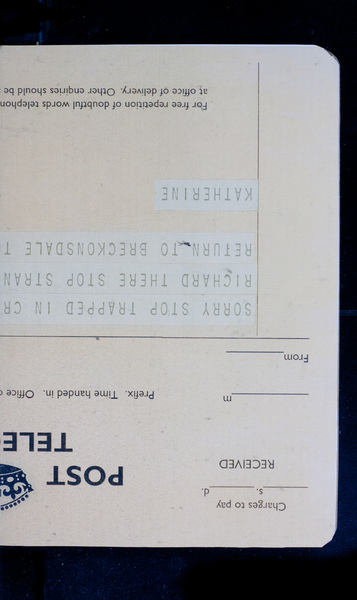 Charges to pay
s. d.
POST
RECEIVED
TELE
Prefix. Time handed in. Office
m
From
SORRY STOP TRAPPED IN CR
RICHARD THERE STOP STRAN
RETURN TO BRECKONSDALE T
KATHERINE
For free repetition of doubtful words telephon
at office of delivery. Other enquiries should be